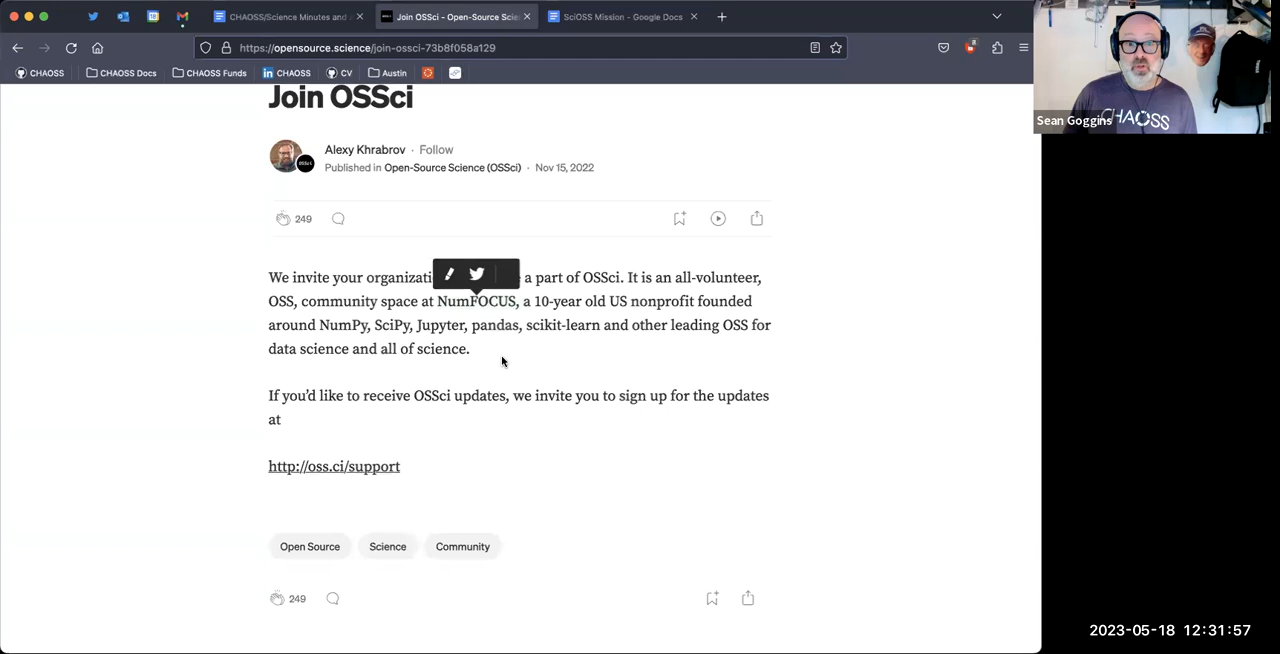 CHAOSS/Science Minutes and
Join OSSci - Open-Source Scie
SciOSS Mission - Google Docs
https://opensource.science/join-ossci-73b8f058a129
CHAOSS
CHAOSS Docs
CHAOSS Funds
CHAOSS
CV
Austin
Join OSSci
Alexy Khrabrov · Follow
Published in Open-Source Science (OSSci) · Nov 15, 2022
249
We invite your organizati a part of OSSci. It is an all-volunteer,
OSS, community space at NumFOCUS, a 10-year old US nonprofit founded
around NumPy, SciPy, Jupyter, pandas, scikit-learn and other leading OSS for
data science and all of science.
If you’d like to receive OSSci updates, we invite you to sign up for the updates
at
http://oss.ci/support
Open Source
Science
Community
249
CHAOSS
Sean Goggins
2023-05-18 12:31:57